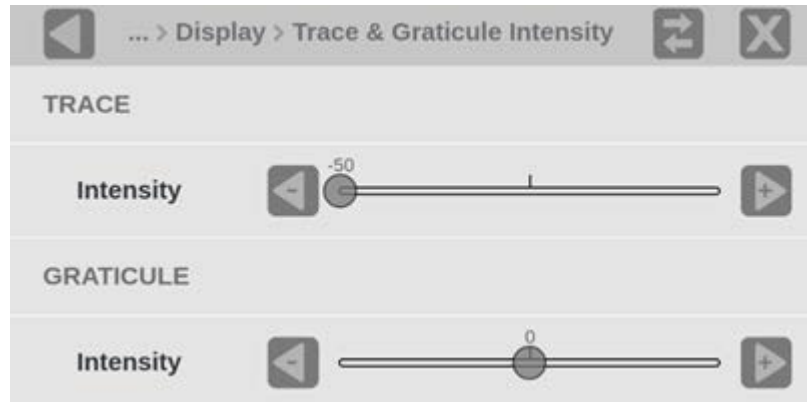 ... > Display > Trace & Graticule Intensity
TRACE
-50
Intensity - +
GRATICULE
0
Intensity - +